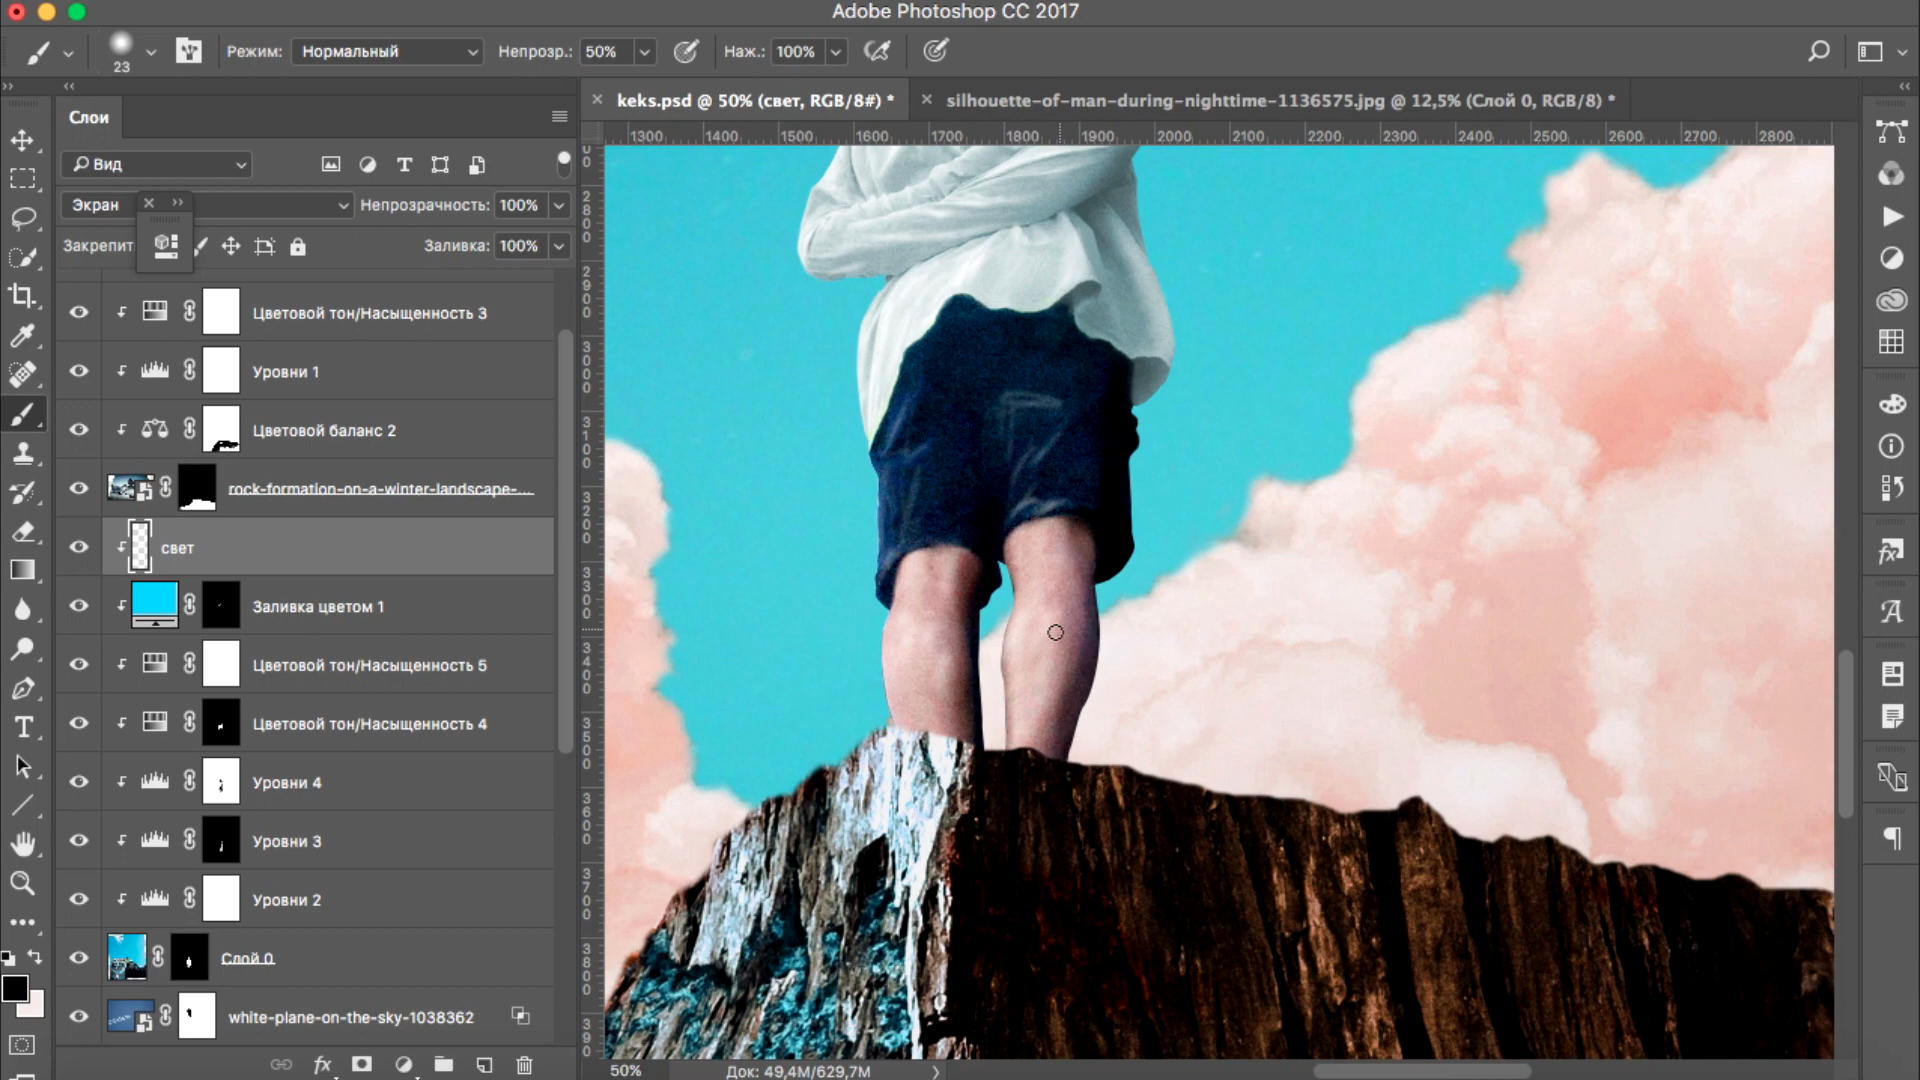 Adobe Photoshop CC 2017
23
Режим: Нормальный Непрозр.: 50% Наж.: 100%
keks.psd @ 50% (свет, RGB/8#) * silhouette-of-man-during-nighttime-1136575.jpg @ 12,5% (Слой 0, RGB/8) *
Слои
1300 1400 1500 1600 1700 1800 1900 2000 2100 2200 2300 2400 2500 2600 2700 2800
Вид
Экран Непрозрачность: 100%
Закрепит Заливка: 100%
Цветовой тон/Насыщенность 3
Уровни 1
Цветовой баланс 2
rock-formation-on-a-winter-landscape-...
свет
Заливка цветом 1
Цветовой тон/Насыщенность 5
Цветовой тон/Насыщенность 4
Уровни 4
Уровни 3
Уровни 2
Слой 0
white-plane-on-the-sky-1038362
fx
50% Док: 49,4M/629,7M